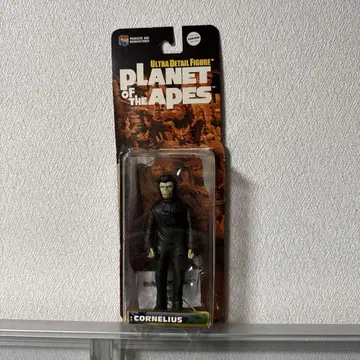 ULTRA DETAIL FIGURE
PLANET
OF THE APES
:CORNELIUS